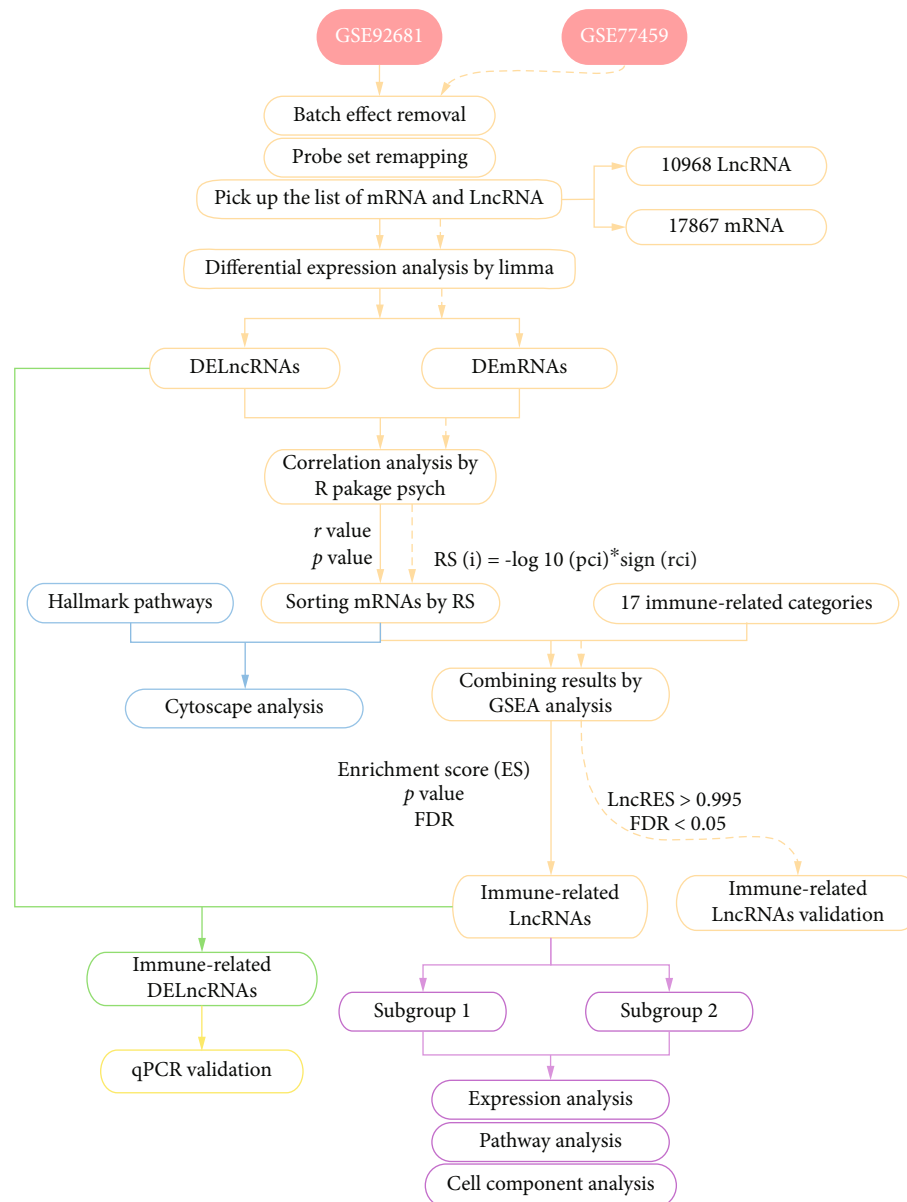 GSE92681
GSE77459
Batch effect removal
Probe set remapping
Pick up the list of mRNA and LncRNA
10968 LncRNA
17867 mRNA
Differential expression analysis by limma
DELncRNAs
DEmRNAs
Correlation analysis by
R pakage psych
r value
p value
RS (i) = -log 10 (pci)*sign (rci)
Hallmark pathways
Sorting mRNAs by RS
17 immune-related categories
Cytoscape analysis
Combining results by
GSEA analysis
Enrichment score (ES)
p value
FDR
LncRES > 0.995
FDR < 0.05
Immune-related
LncRNAs
Immune-related
LncRNAs validation
Immune-related
DELncRNAs
Subgroup 1
Subgroup 2
qPCR validation
Expression analysis
Pathway analysis
Cell component analysis